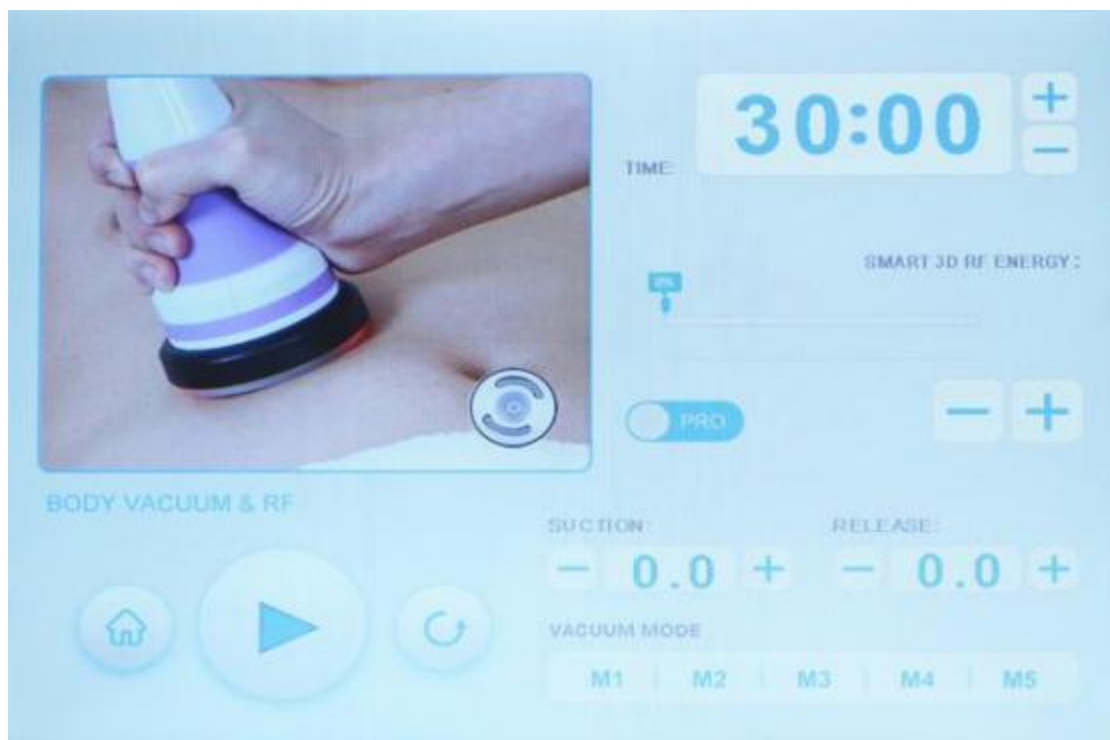 30:00
TIME:
SMART 3D RF ENERGY:
0%
PRO
BODY VACUUM & RF
SUCTION:
RELEASE:
0.0
0.0
VACUUM MODE
M1 M2 M3 M4 M5